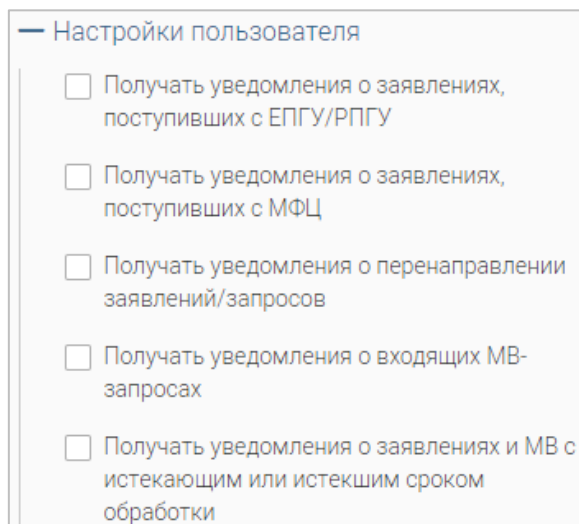 Настройки пользователя
Получать уведомления о заявлениях,
поступивших с ЕПГУ/РПГУ
Получать уведомления о заявлениях,
поступивших с МФЦ
Получать уведомления о перенаправлении
заявлений/запросов
Получать уведомления о входящих МВ-
запросах
Получать уведомления о заявлениях и МВ с
истекающим или истекшим сроком
обработки